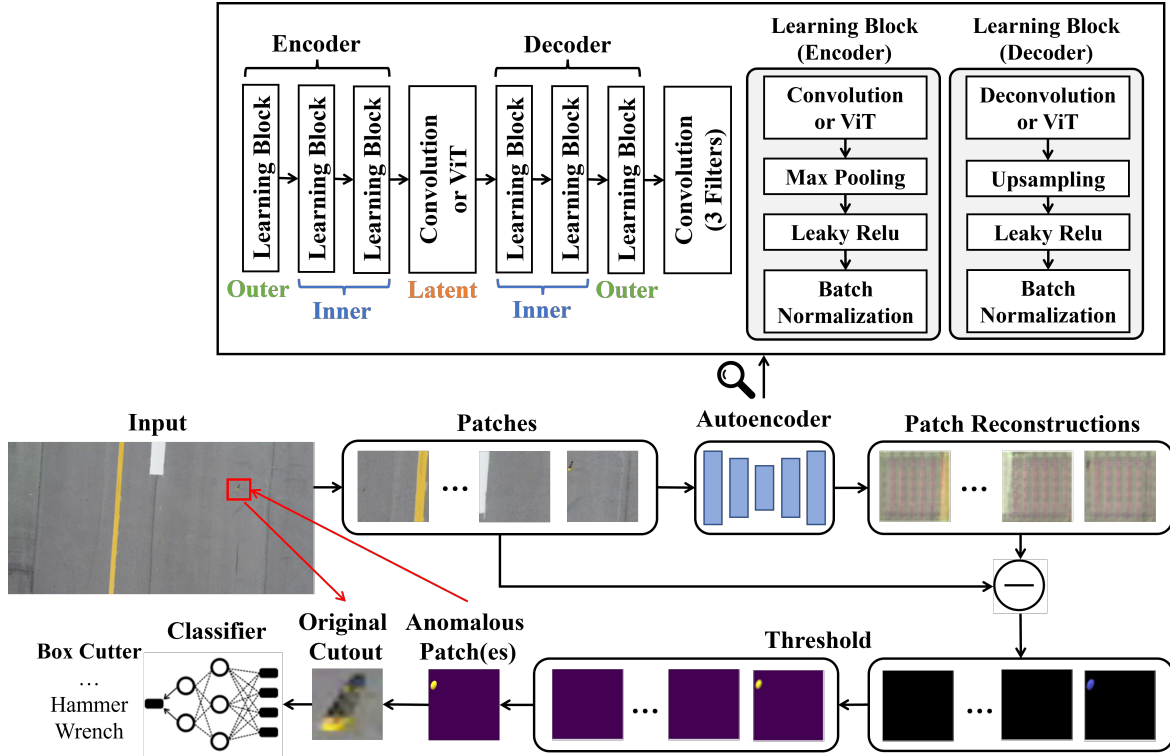 Encoder
Decoder
Learning Block
(Encoder)
Learning Block
(Decoder)
Learning Block
Learning Block
Learning Block
Convolution
or ViT
Learning Block
Learning Block
Learning Block
Convolution
(3 Filters)
Outer
Inner
Latent
Inner
Outer
Convolution
or ViT
Max Pooling
Leaky Relu
Batch
Normalization
Deconvolution
or ViT
Upsampling
Leaky Relu
Batch
Normalization
Input
Patches
Autoencoder
Patch Reconstructions
...
...
Threshold
Anomalous
Patch(es)
Original
Cutout
Classifier
Box Cutter
...
Hammer
Wrench
...
...